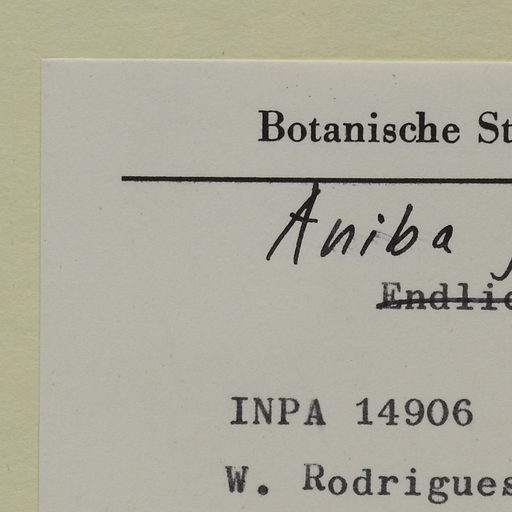 Botanische St
Aniba
Endlic
INPA 14906
W. Rodrigues